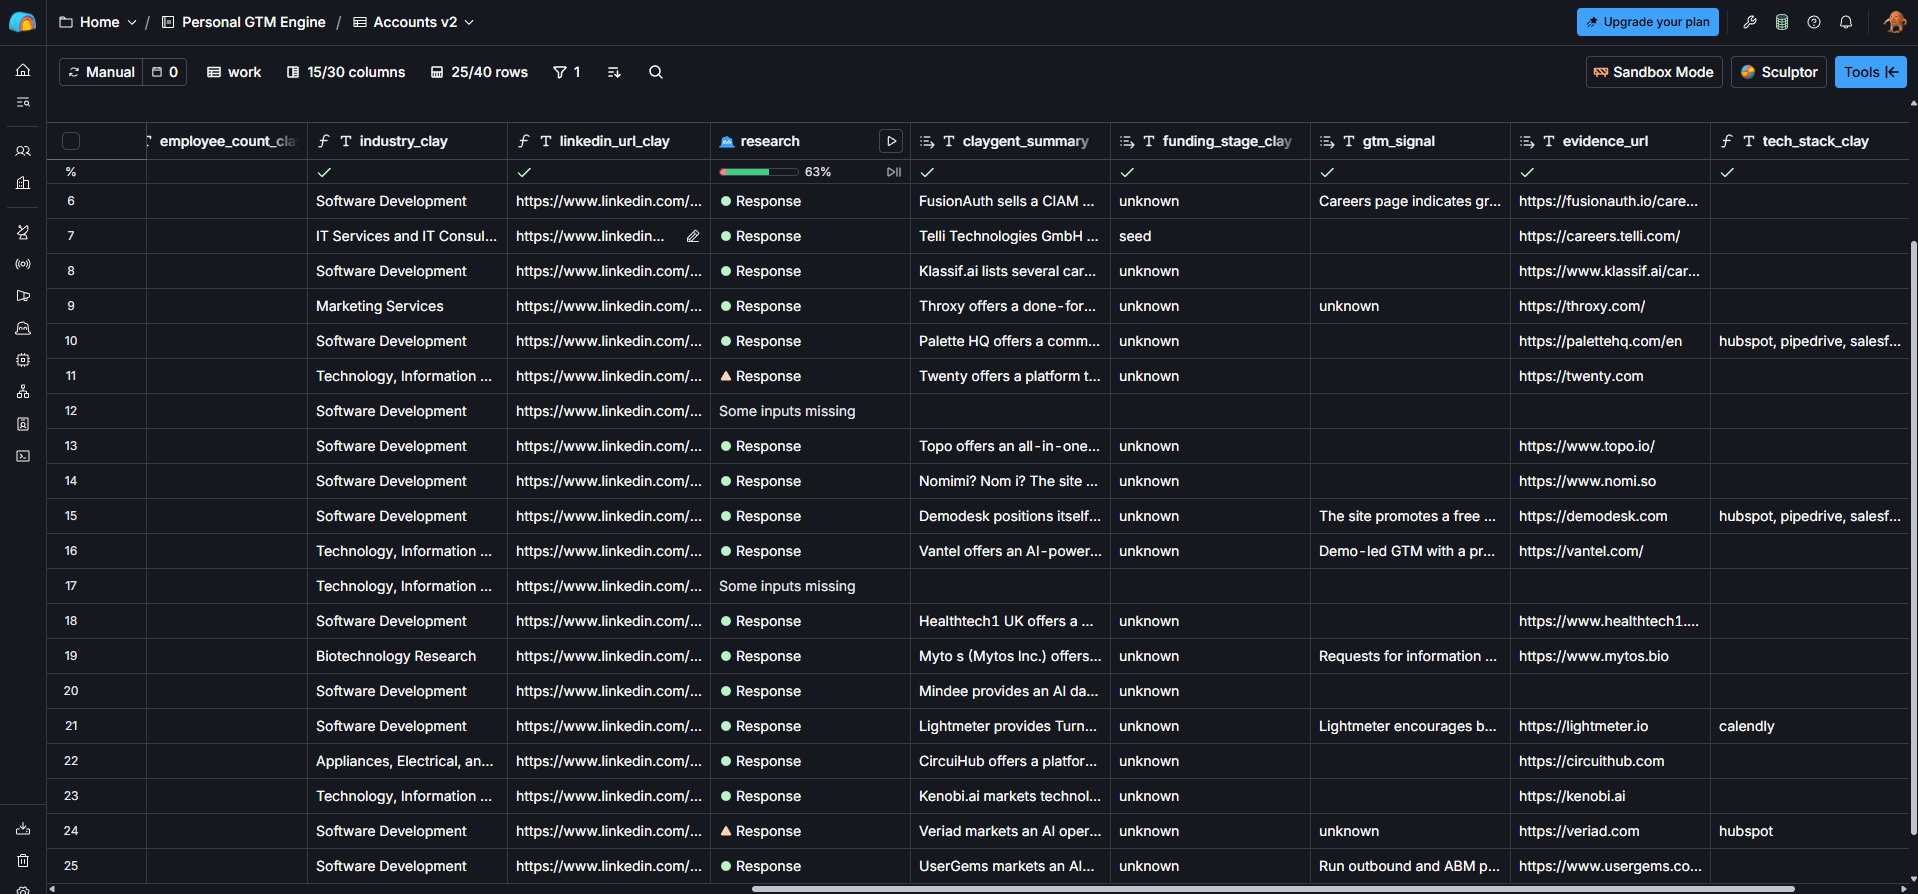 Home / Personal GTM Engine / Accounts v2 Upgrade your plan
Manual 0 work 15/30 columns 25/40 rows 1 Sandbox Mode Sculptor Tools
employee_count_cla industry_clay linkedin_url_clay research claygent_summary funding_stage_clay gtm_signal evidence_url tech_stack_clay
% 63%
6 Software Development https://www.linkedin.com/... Response FusionAuth sells a CIAM ... unknown Careers page indicates gr... https://fusionauth.io/care...
7 IT Services and IT Consul... https://www.linkedin... Response Telli Technologies GmbH ... seed https://careers.telli.com/
8 Software Development https://www.linkedin.com/... Response Klassif.ai lists several car... unknown https://www.klassif.ai/car...
9 Marketing Services https://www.linkedin.com/... Response Throxy offers a done-for... unknown unknown https://throxy.com/
10 Software Development https://www.linkedin.com/... Response Palette HQ offers a comm... unknown https://palettehq.com/en hubspot, pipedrive, salesf...
11 Technology, Information ... https://www.linkedin.com/... Response Twenty offers a platform t... unknown https://twenty.com
12 Software Development https://www.linkedin.com/... Some inputs missing
13 Software Development https://www.linkedin.com/... Response Topo offers an all-in-one... unknown https://www.topo.io/
14 Software Development https://www.linkedin.com/... Response Nomimi? Nom i? The site ... unknown https://www.nomi.so
15 Software Development https://www.linkedin.com/... Response Demodesk positions itself... unknown The site promotes a free ... https://demodesk.com hubspot, pipedrive, salesf...
16 Technology, Information ... https://www.linkedin.com/... Response Vantel offers an AI-power... unknown Demo-led GTM with a pr... https://vantel.com/
17 Technology, Information ... https://www.linkedin.com/... Some inputs missing
18 Software Development https://www.linkedin.com/... Response Healthtech1 UK offers a ... unknown https://www.healthtech1....
19 Biotechnology Research https://www.linkedin.com/... Response Myto s (Mytos Inc.) offers... unknown Requests for information ... https://www.mytos.bio
20 Software Development https://www.linkedin.com/... Response Mindee provides an AI da... unknown
21 Software Development https://www.linkedin.com/... Response Lightmeter provides Turn... unknown Lightmeter encourages b... https://lightmeter.io calendly
22 Appliances, Electrical, an... https://www.linkedin.com/... Response CircuiHub offers a platfor... unknown https://circuithub.com
23 Technology, Information ... https://www.linkedin.com/... Response Kenobi.ai markets technol... unknown https://kenobi.ai
24 Software Development https://www.linkedin.com/... Response Veriad markets an AI oper... unknown unknown https://veriad.com hubspot
25 Software Development https://www.linkedin.com/... Response UserGems markets an AI... unknown Run outbound and ABM p... https://www.usergems.co...